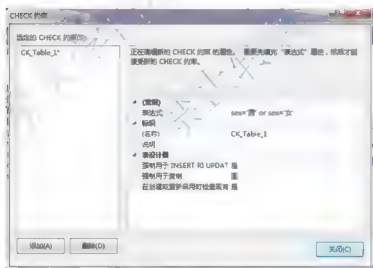 CHECK 约束
选定的 CHECK 约束(S):
CK_Table_1*
正在编辑新的 CHECK 约束 的属性。 需要先填充“表达式”属性，然后才能
接受新的 CHECK 约束。
(常规)
表达式 sex='男' or sex='女'
标识
(名称) CK_Table_1
说明
表设计器
强制用于 INSERT 和 UPDAT 是
强制用于复制 是
在创建或重新启用时检查现有 是
添加(A) 删除(D) 关闭(C)